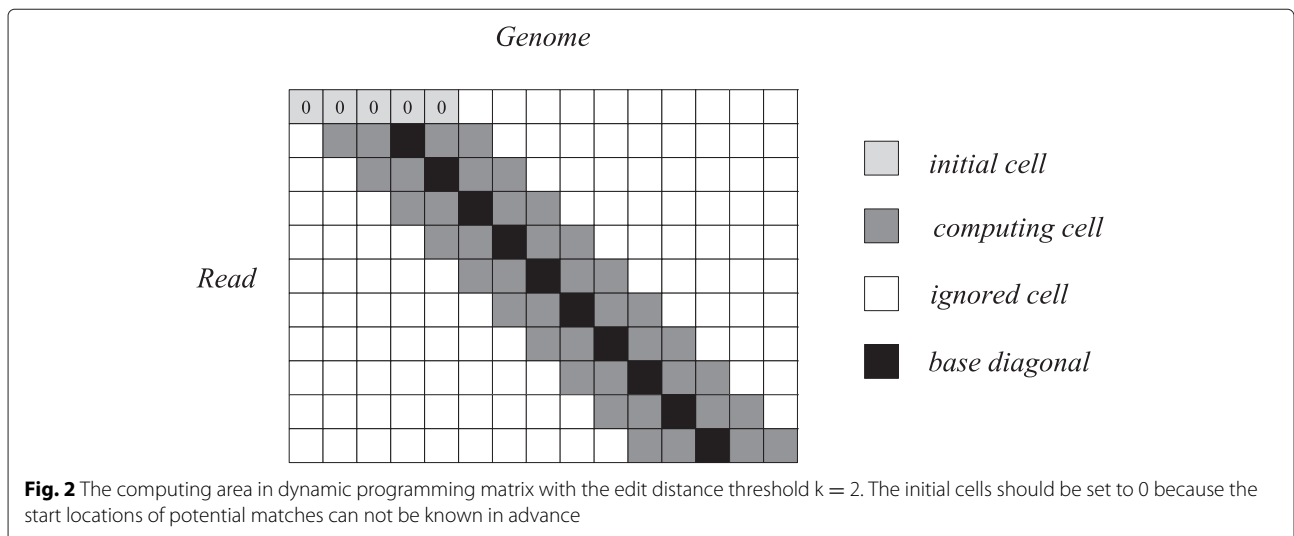 Genome
0 0 0 0 0
initial cell
computing cell
Read
ignored cell
base diagonal
Fig. 2 The computing area in dynamic programming matrix with the edit distance threshold k = 2. The initial cells should be set to 0 because the
start locations of potential matches can not be known in advance